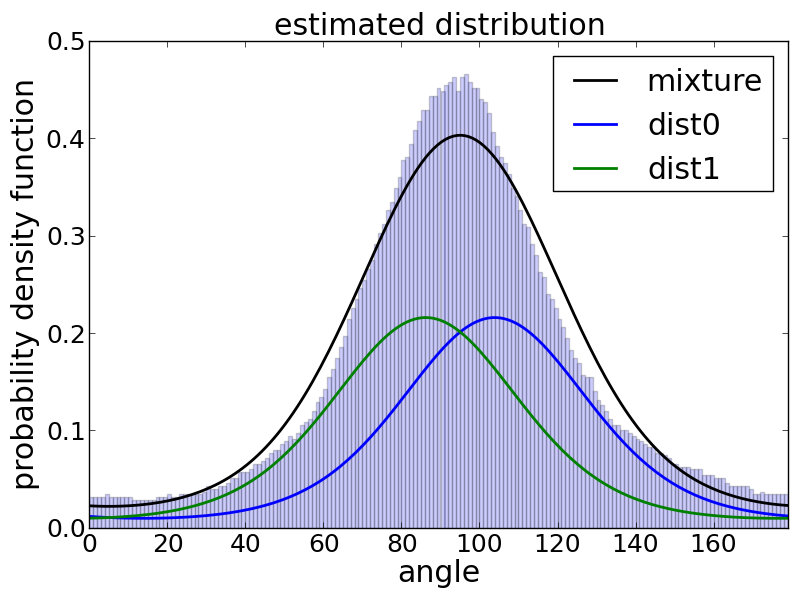 estimated distribution
probability density function
0.5
0.4
0.3
0.2
0.1
0.0
mixture
dist0
dist1
0 20 40 60 80 100 120 140 160
angle